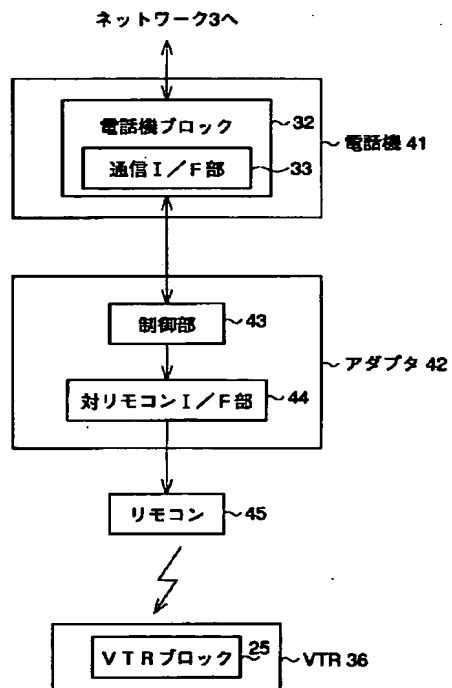 ネットワーク3へ
電話機ブロック
32
通信I/F部
33
電話機 41
制御部
43
アダプタ 42
対リモコンI/F部
44
リモコン
45
VTRブロック
25
VTR 36